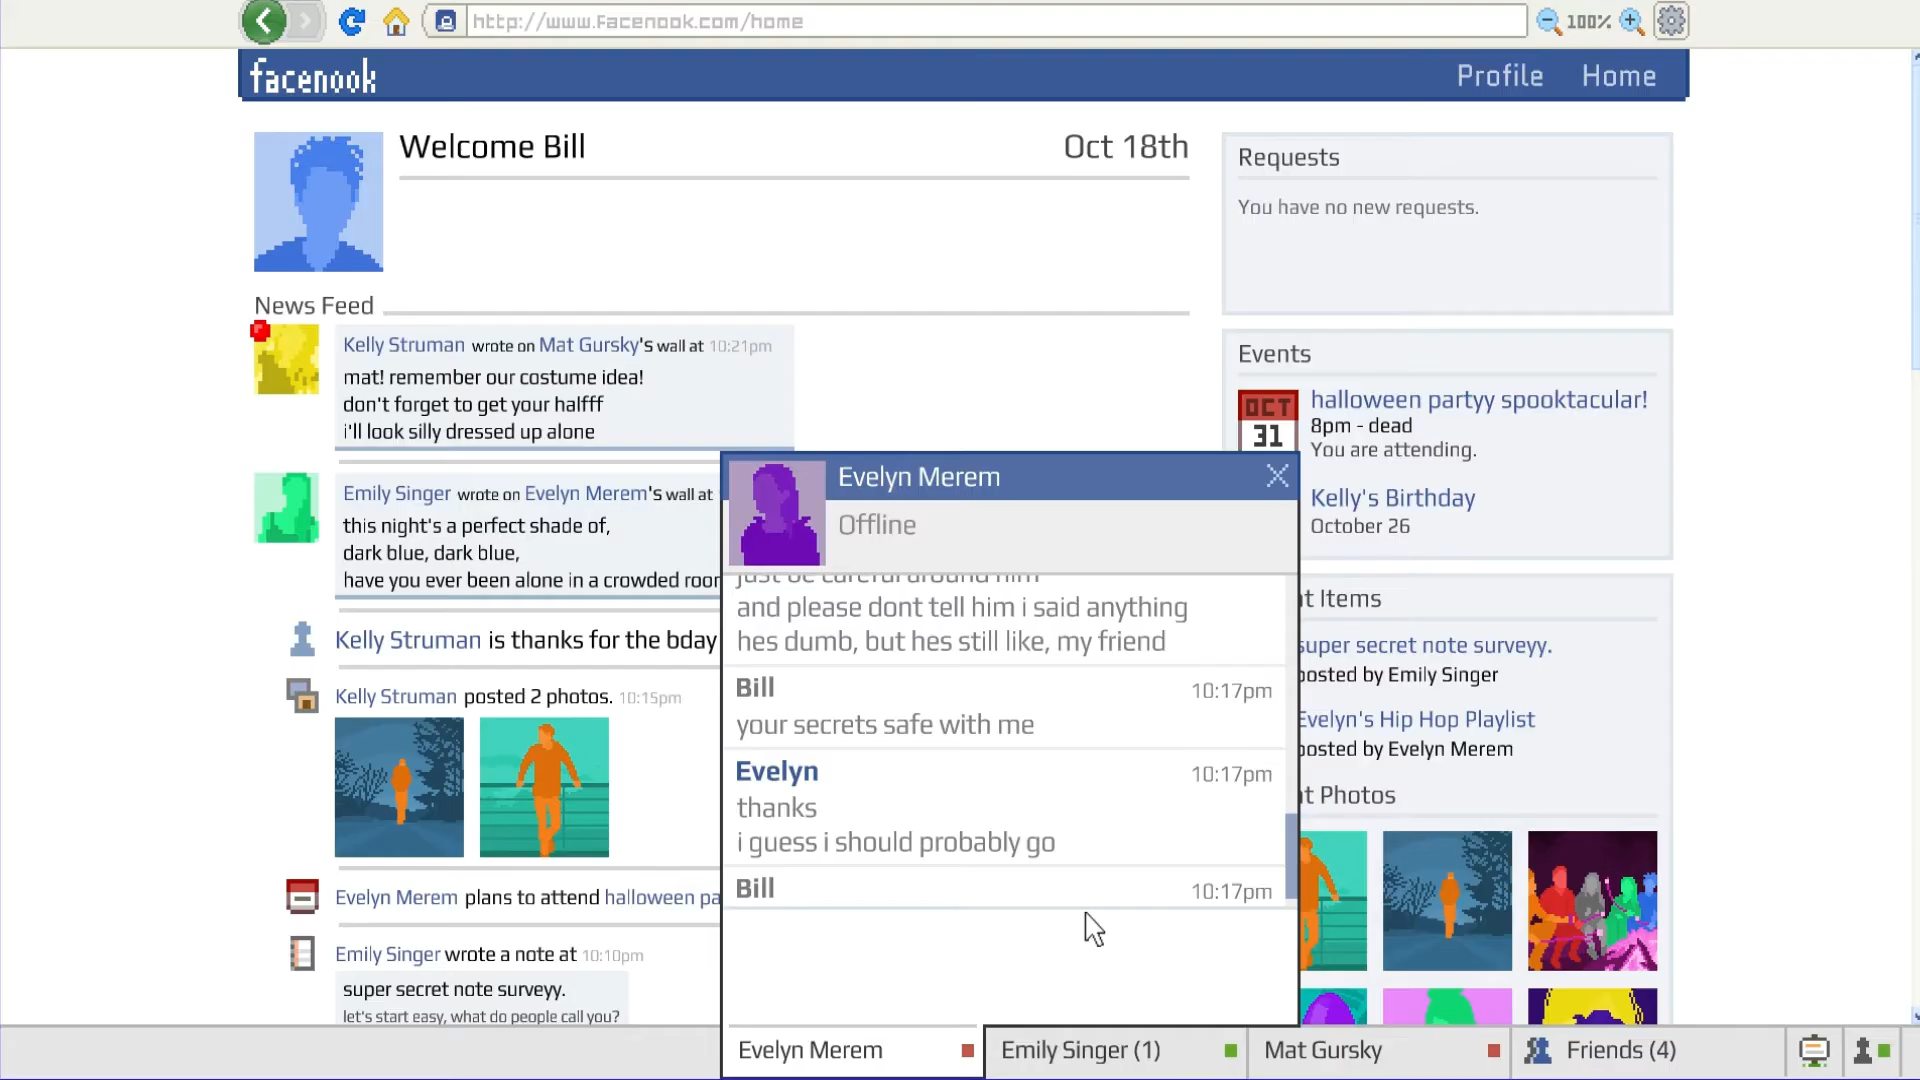 http://www.facenook.com/home
100%
facenook
Profile
Home
Welcome Bill
Oct 18th
News Feed
Kelly Struman wrote on Mat Gursky's wall at 10:21pm
mat! remember our costume idea!
don't forget to get your halfff
i'll look silly dressed up alone
Emily Singer wrote on Evelyn Merem's wall at
this night's a perfect shade of,
dark blue, dark blue,
have you ever been alone in a crowded room
Kelly Struman is thanks for the bday
Kelly Struman posted 2 photos. 10:15pm
Evelyn Merem plans to attend halloween pa
Emily Singer wrote a note at 10:10pm
super secret note surveyy.
let's start easy, what do people call you?
Evelyn Merem
Offline
just be careful around him
and please dont tell him i said anything
hes dumb, but hes still like, my friend
Bill 10:17pm
your secrets safe with me
Evelyn 10:17pm
thanks
i guess i should probably go
Bill 10:17pm
Requests
You have no new requests.
Events
OCT
31
halloween partyy spooktacular!
8pm - dead
You are attending.
Kelly's Birthday
October 26
t Items
super secret note surveyy.
posted by Emily Singer
Evelyn's Hip Hop Playlist
posted by Evelyn Merem
t Photos
Evelyn Merem
Emily Singer (1)
Mat Gursky
Friends (4)